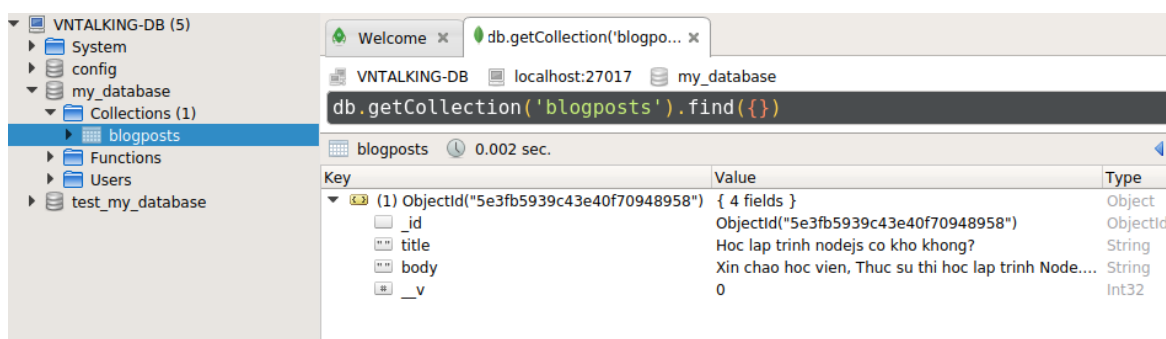 VNTALKING-DB (5)
System
config
my_database
Collections (1)
blogposts
Functions
Users
test_my_database
Welcome
db.getCollection('blogpo...
VNTALKING-DB localhost:27017 my_database
db.getCollection('blogposts').find({})
blogposts 0.002 sec.
Key Value Type
(1) ObjectId("5e3fb5939c43e40f70948958") { 4 fields } Object
_id ObjectId("5e3fb5939c43e40f70948958") ObjectId
"" title Hoc lap trinh nodejs co kho khong? String
"" body Xin chao hoc vien, Thuc su thi hoc lap trinh Node.... String
# __v 0 Int32